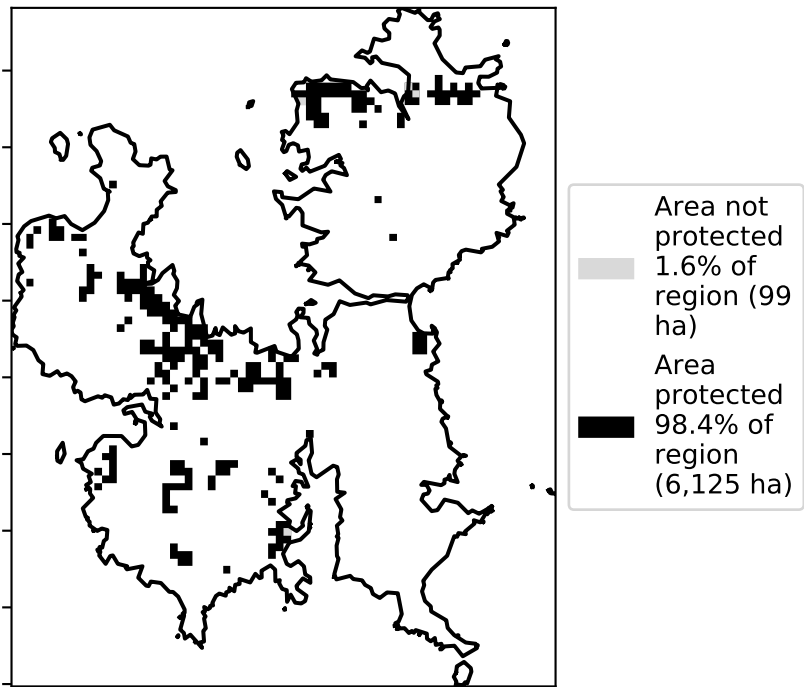 Area not
protected
1.6% of
region (99
ha)
Area
protected
98.4% of
region
(6,125 ha)